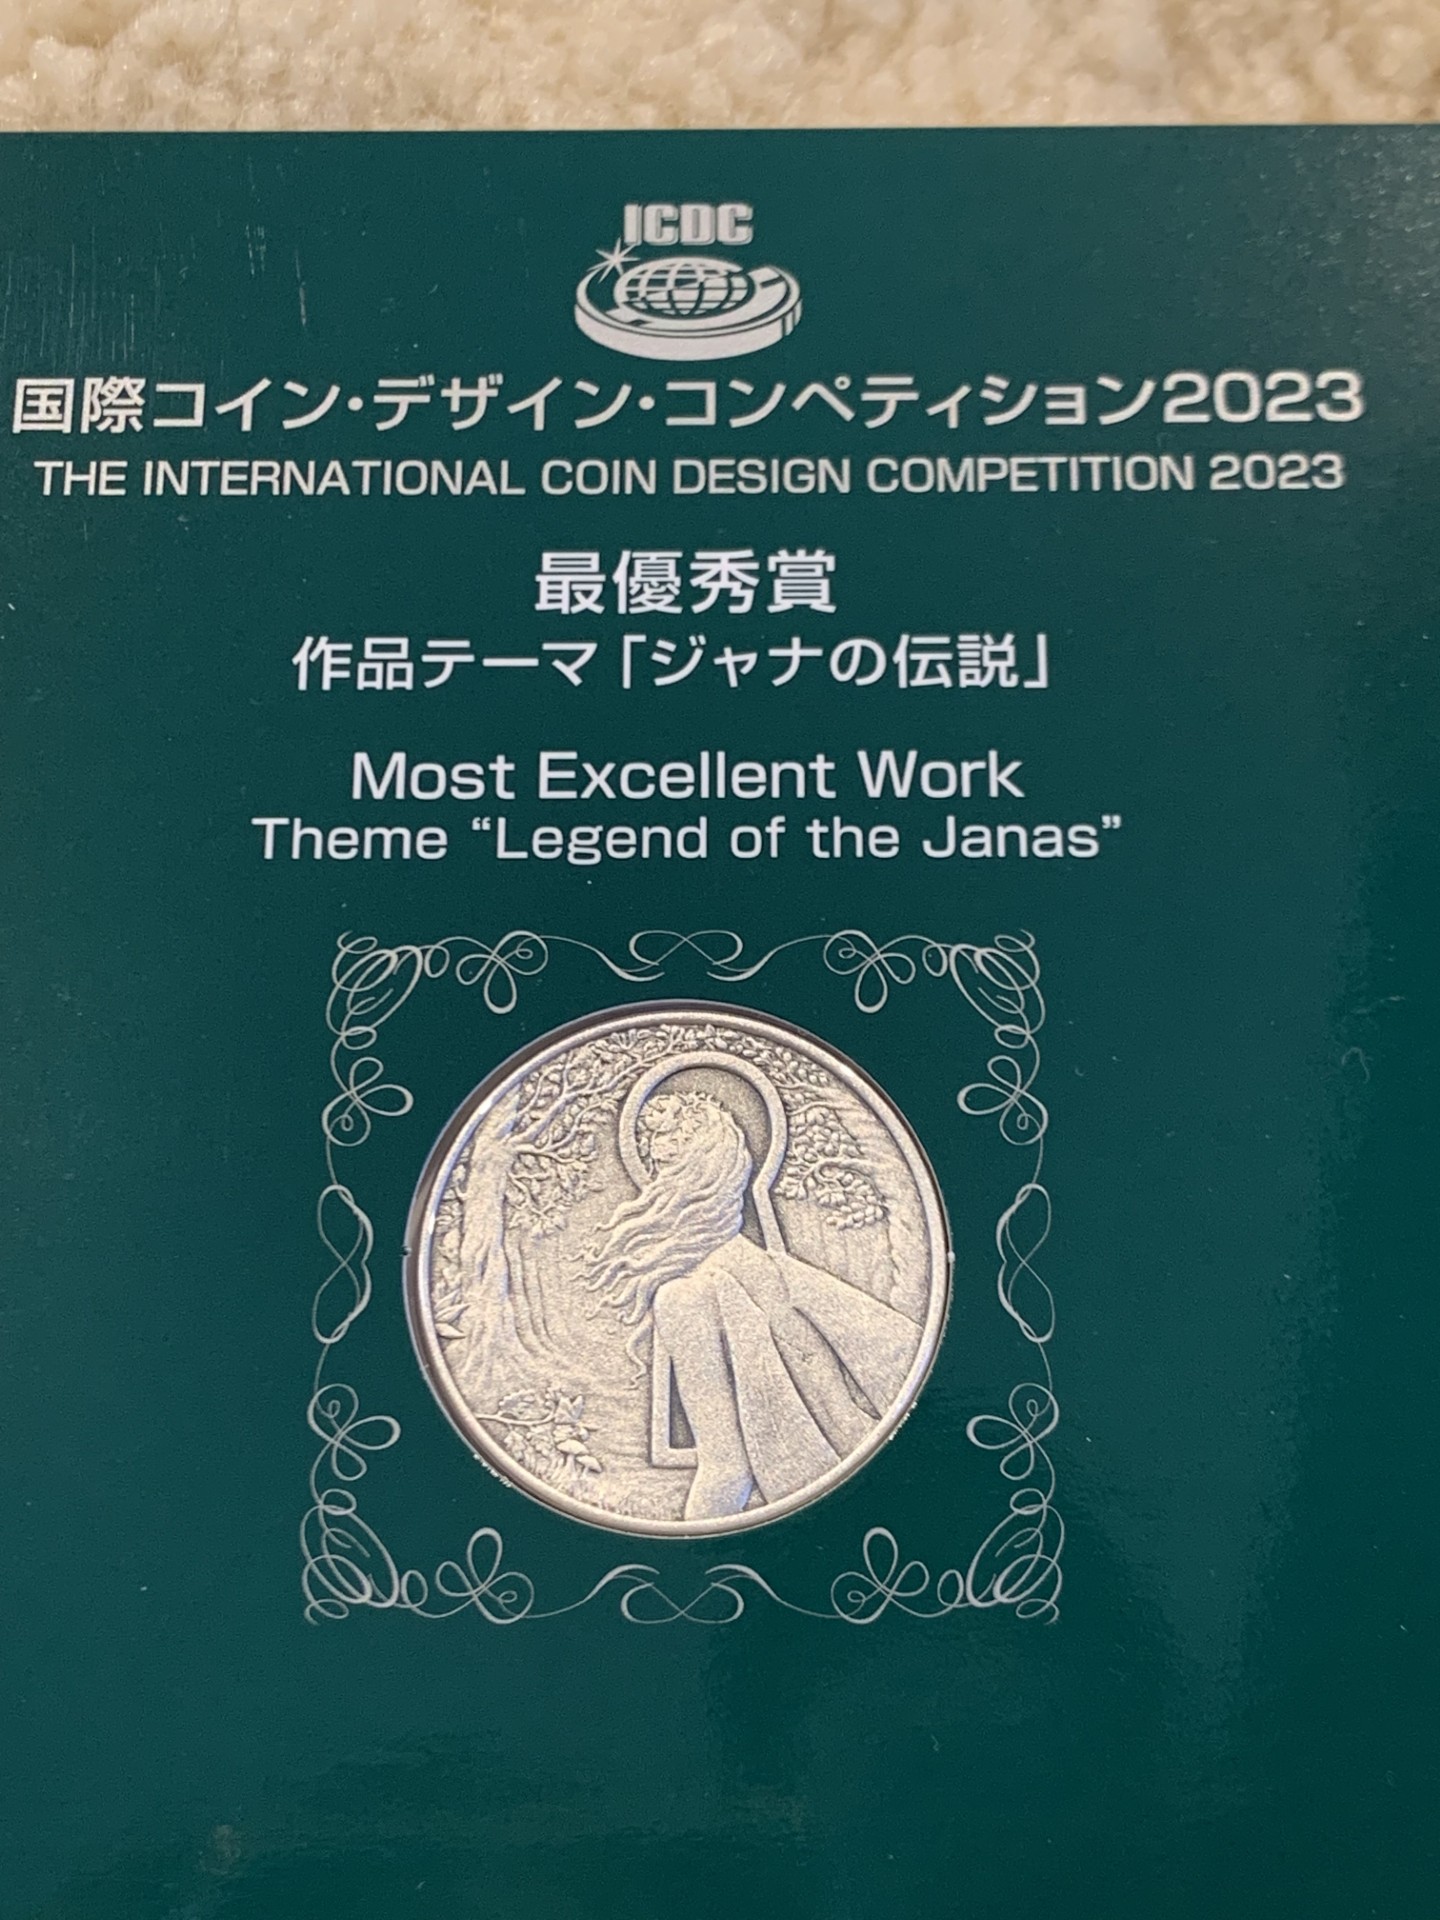 ICDC
国際コイン・デザイン・コンペティション2023
THE INTERNATIONAL COIN DESIGN COMPETITION 2023
最優秀賞
作品テーマ「ジャナの伝説」
Most Excellent Work
Theme “Legend of the Janas”